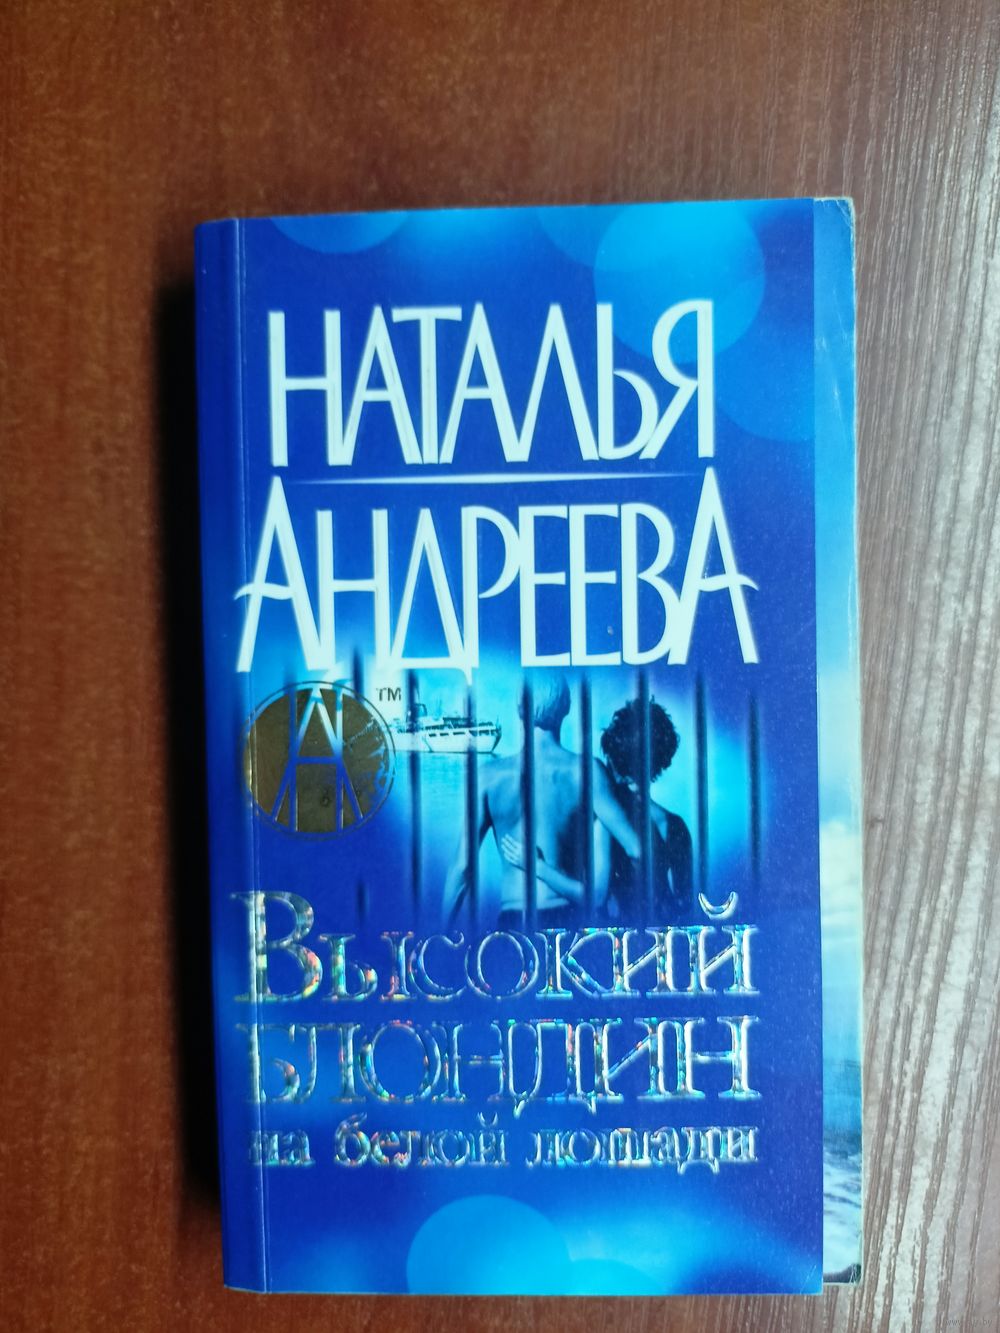 НАТАЛЬЯ
АНДРЕЕВА
TM
Высокий
блондин
на белой лошади